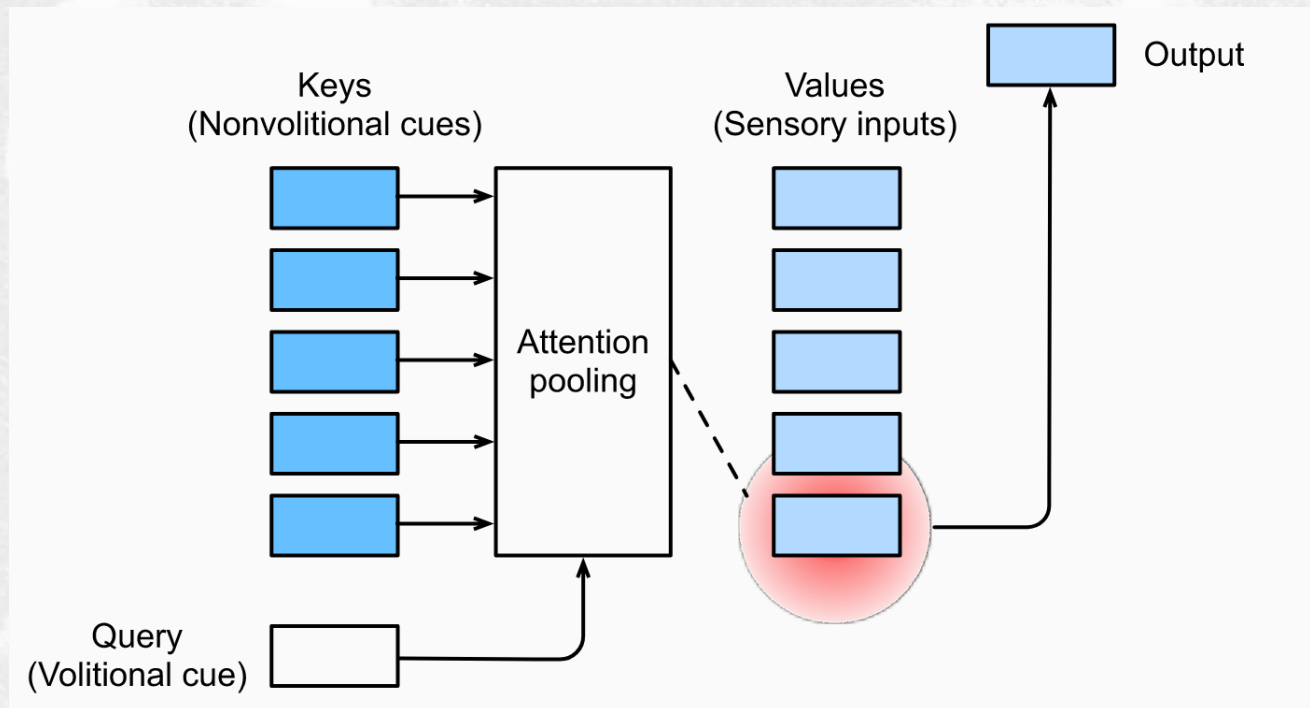 Output
Keys
(Nonvolitional cues)
Values
(Sensory inputs)
Attention
pooling
Query
(Volitional cue)